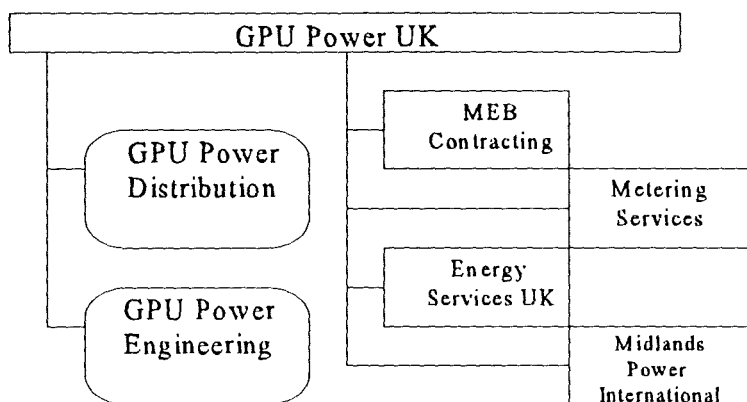 GPU Power UK
GPU Power
Distribution
GPU Power
Engineering
MEB
Contracting
Metering
Services
Energy
Services UK
Midlands
Power
International